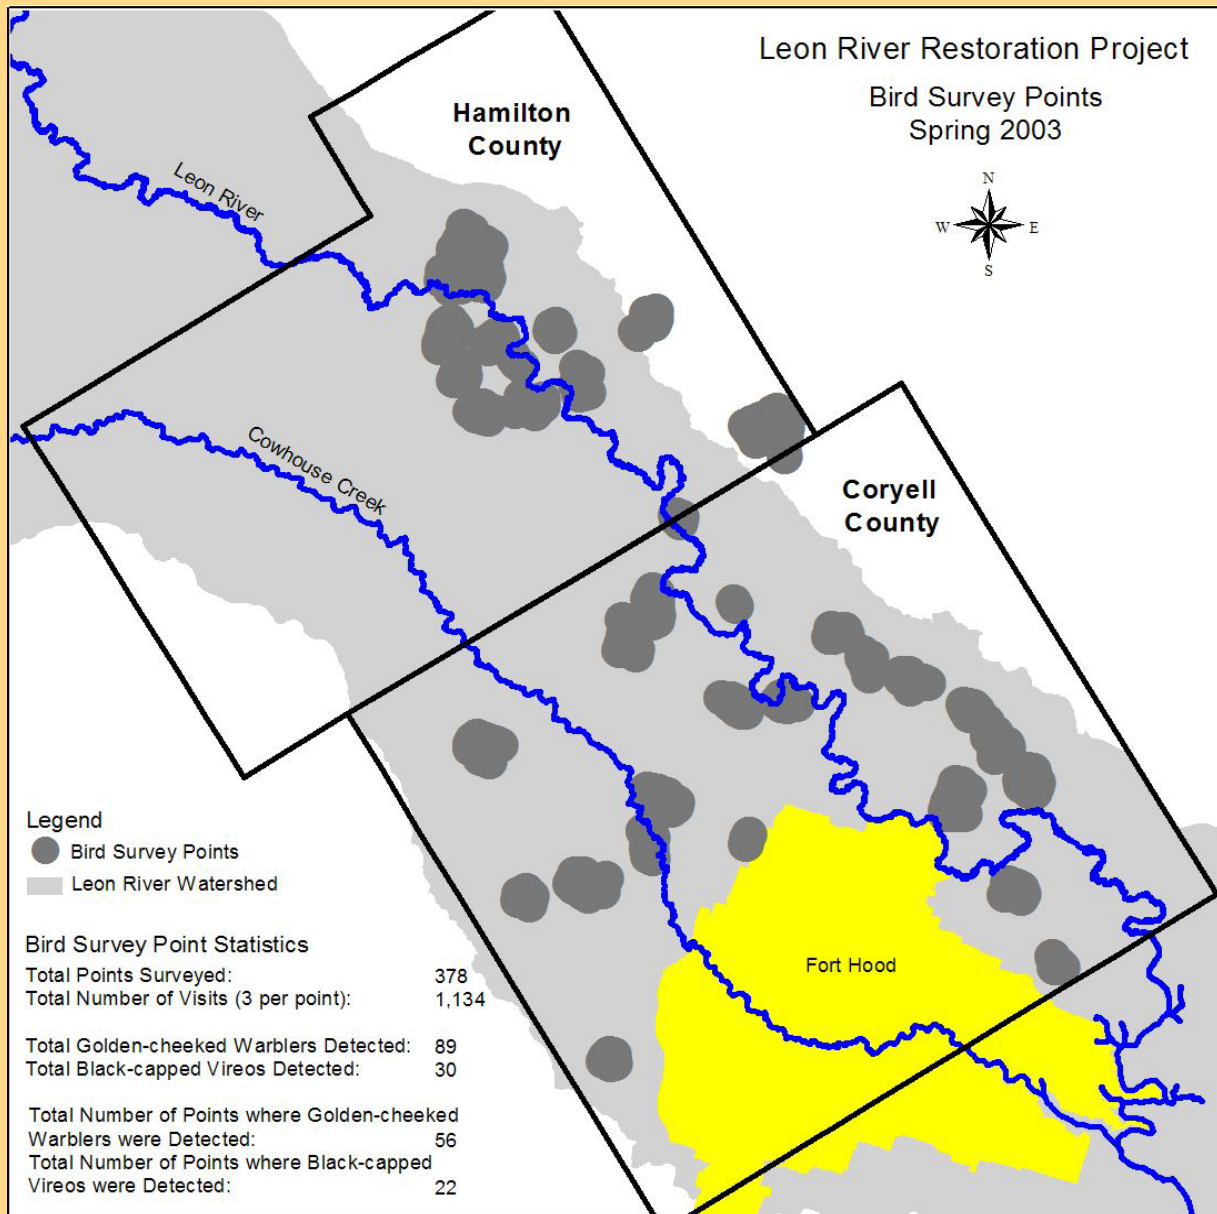 Leon River Restoration Project
Bird Survey Points
Spring 2003
N
W
E
S
Hamilton
County
Leon River
Cowhouse Creek
Coryell
County
Fort Hood
Legend
Bird Survey Points
Leon River Watershed
Bird Survey Point Statistics
Total Points Surveyed: 378
Total Number of Visits (3 per point): 1,134
Total Golden-cheeked Warblers Detected: 89
Total Black-capped Vireos Detected: 30
Total Number of Points where Golden-cheeked
Warblers were Detected: 56
Total Number of Points where Black-capped
Vireos were Detected: 22